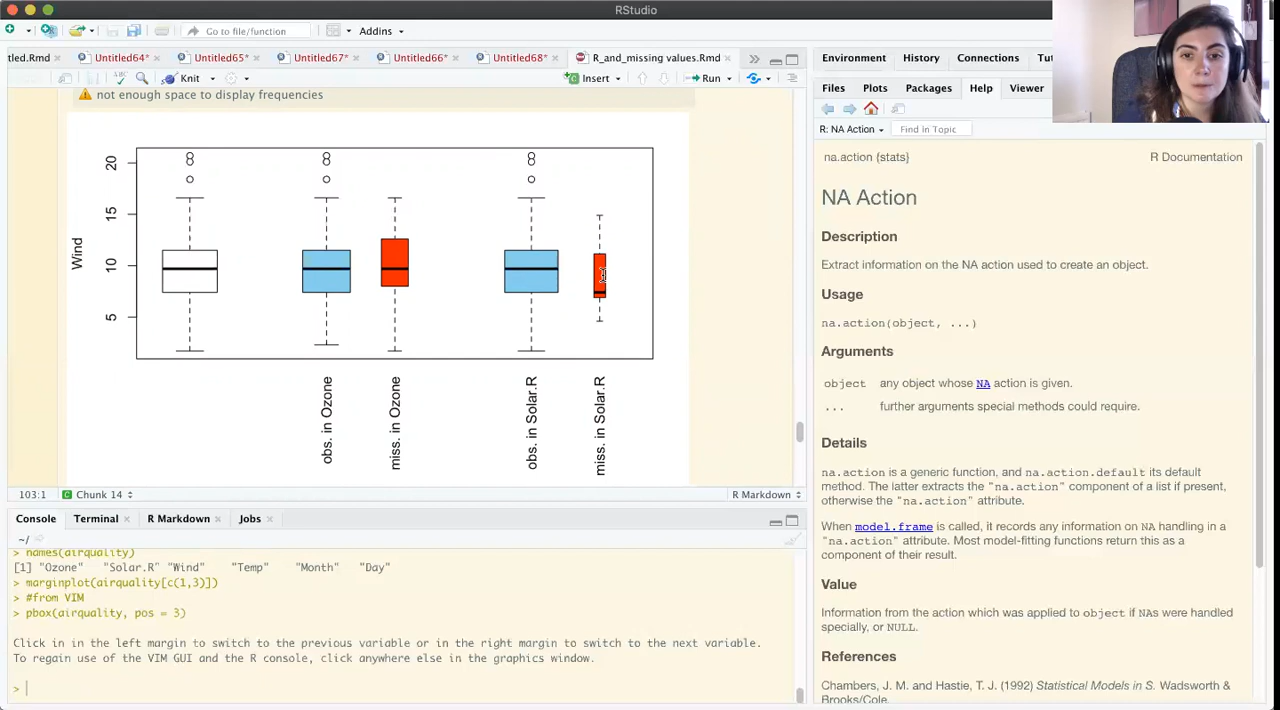 RStudio
Go to file/function
Addins
tled.Rmd
Untitled64*
Untitled65*
Untitled67*
Untitled66*
Untitled68*
R_and_missing values.Rmd
Knit
Insert
Run
not enough space to display frequencies
20
15
10
5
Wind
obs. in Ozone
miss. in Ozone
obs. in Solar.R
miss. in Solar.R
103:1
Chunk 14
R Markdown
Console
Terminal
R Markdown
Jobs
~/
> names(airquality)
[1] "Ozone" "Solar.R" "Wind" "Temp" "Month" "Day"
> marginplot(airquality[c(1,3)])
> #from VIM
> pbox(airquality, pos = 3)
Click in in the left margin to switch to the previous variable or in the right margin to switch to the next variable.
To regain use of the VIM GUI and the R console, click anywhere else in the graphics window.
>
Environment
History
Connections
Tu
Files
Plots
Packages
Help
Viewer
R: NA Action
Find in Topic
na.action {stats}
R Documentation
NA Action
Description
Extract information on the NA action used to create an object.
Usage
na.action(object, ...)
Arguments
object any object whose NA action is given.
... further arguments special methods could require.
Details
na.action is a generic function, and na.action.default its default
method. The latter extracts the "na.action" component of a list if present,
otherwise the "na.action" attribute.
When model.frame is called, it records any information on NA handling in a
"na.action" attribute. Most model-fitting functions return this as a
component of their result.
Value
Information from the action which was applied to object if NAs were handled
specially, or NULL.
References
Chambers, J. M. and Hastie, T. J. (1992) Statistical Models in S. Wadsworth &
Brooks/Cole.